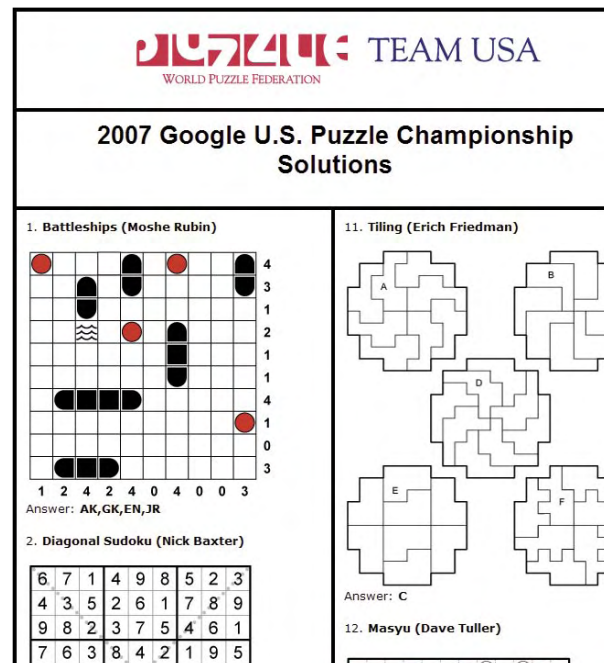 PUZZLE TEAM USA
WORLD PUZZLE FEDERATION
2007 Google U.S. Puzzle Championship
Solutions
1. Battleships (Moshe Rubin)
4
3
1
2
1
1
4
1
0
3
1 2 4 2 4 0 4 0 0 3
Answer: AK,GK,EN,JR
2. Diagonal Sudoku (Nick Baxter)
6 7 1 4 9 8 5 2 3
4 3 5 2 6 1 7 8 9
9 8 2 3 7 5 4 6 1
7 6 3 8 4 2 1 9 5
11. Tiling (Erich Friedman)
A
B
D
E
F
Answer: C
12. Masyu (Dave Tuller)